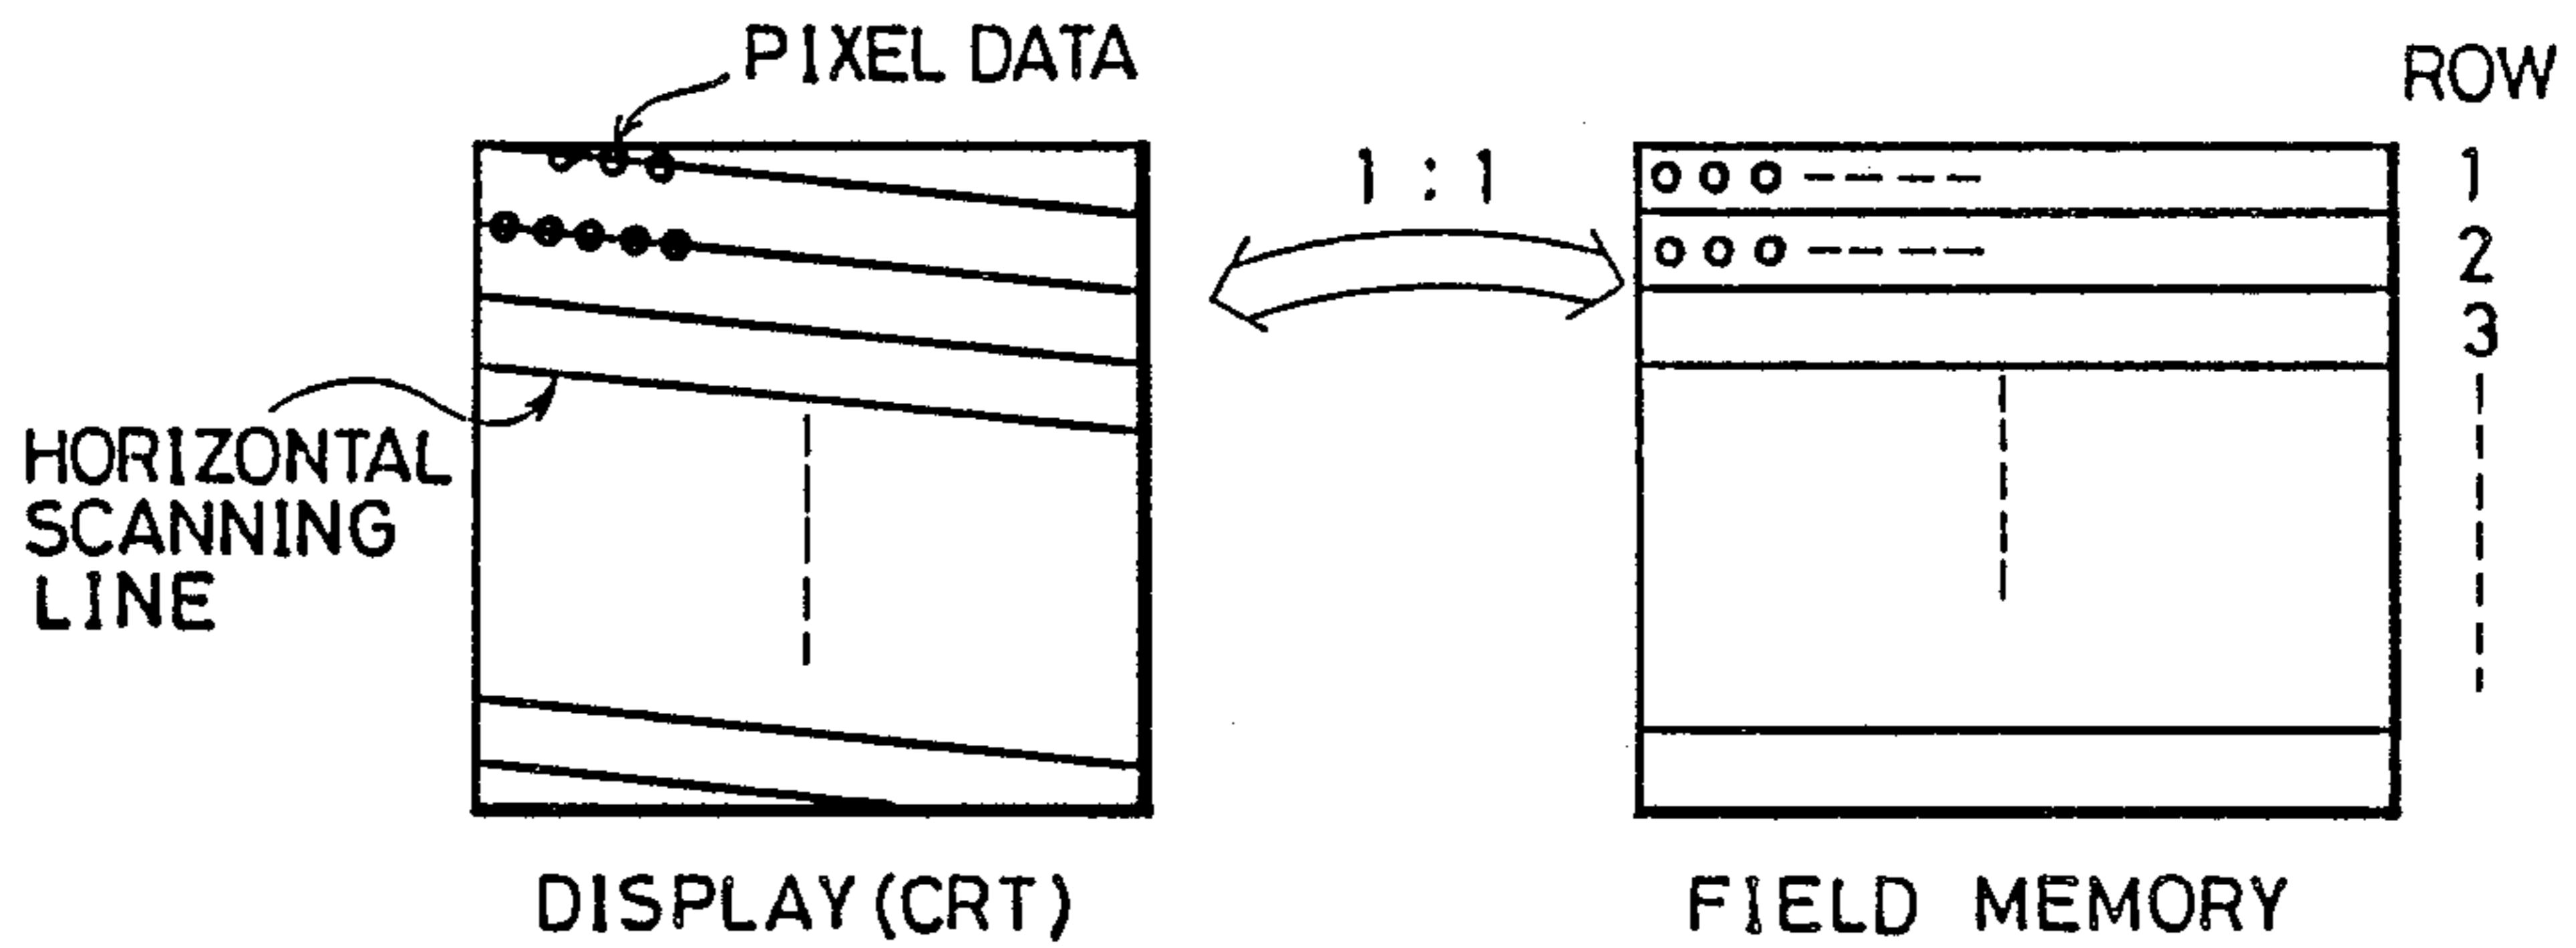 PIXEL DATA
HORIZONTAL
SCANNING
LINE
DISPLAY (CRT)
1 : 1
ROW
1
2
3
FIELD MEMORY